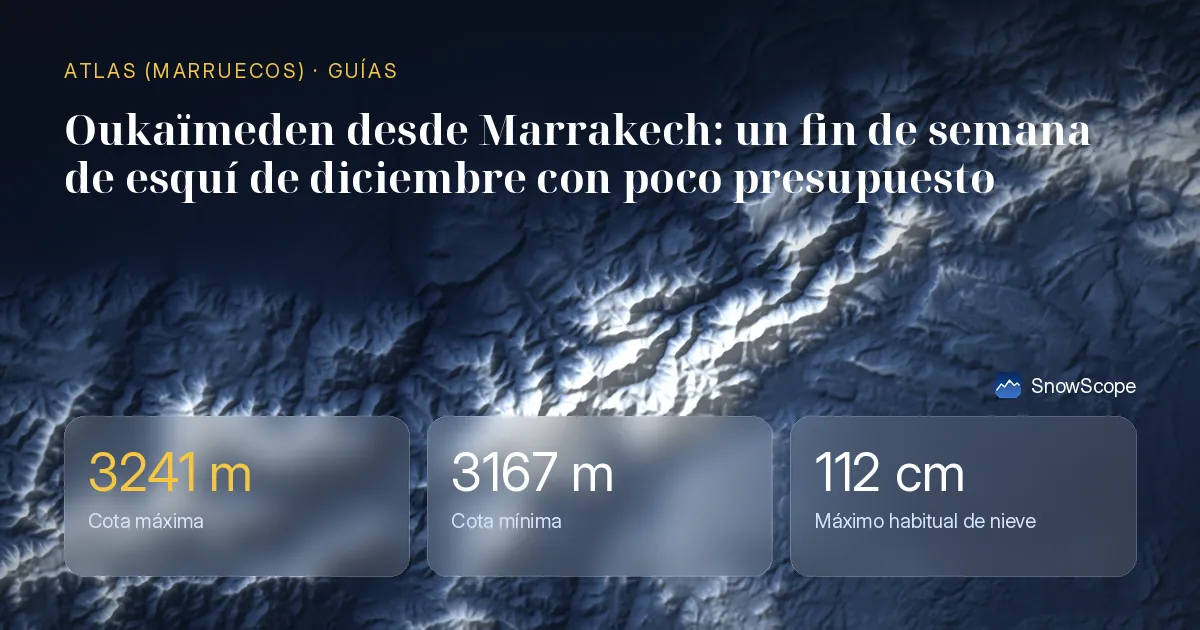 ATLAS (MARRUECOS) · GUÍAS
Oukaïmeden desde Marrakech: un fin de semana
de esquí de diciembre con poco presupuesto
SnowScope
3241 m
Cota máxima
3167 m
Cota mínima
112 cm
Máximo habitual de nieve